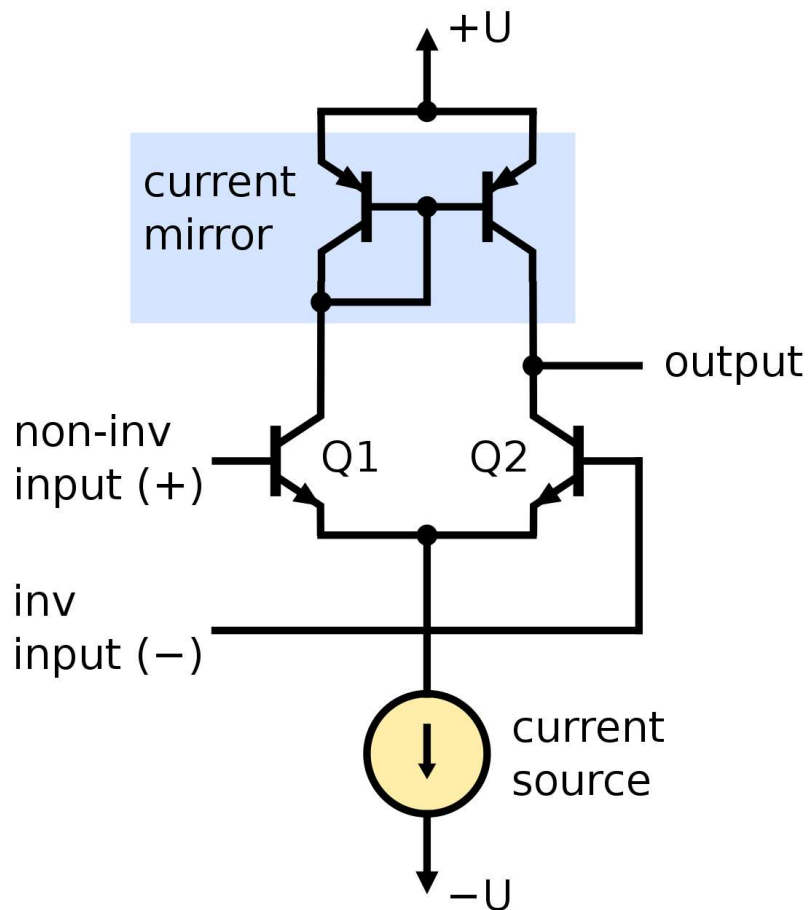 +U
current
mirror
output
non-inv
input (+)
Q1
Q2
inv
input (−)
current
source
−U